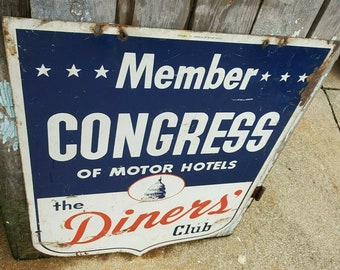 Member
CONGRESS
OF MOTOR HOTELS
the
Diners'
Club